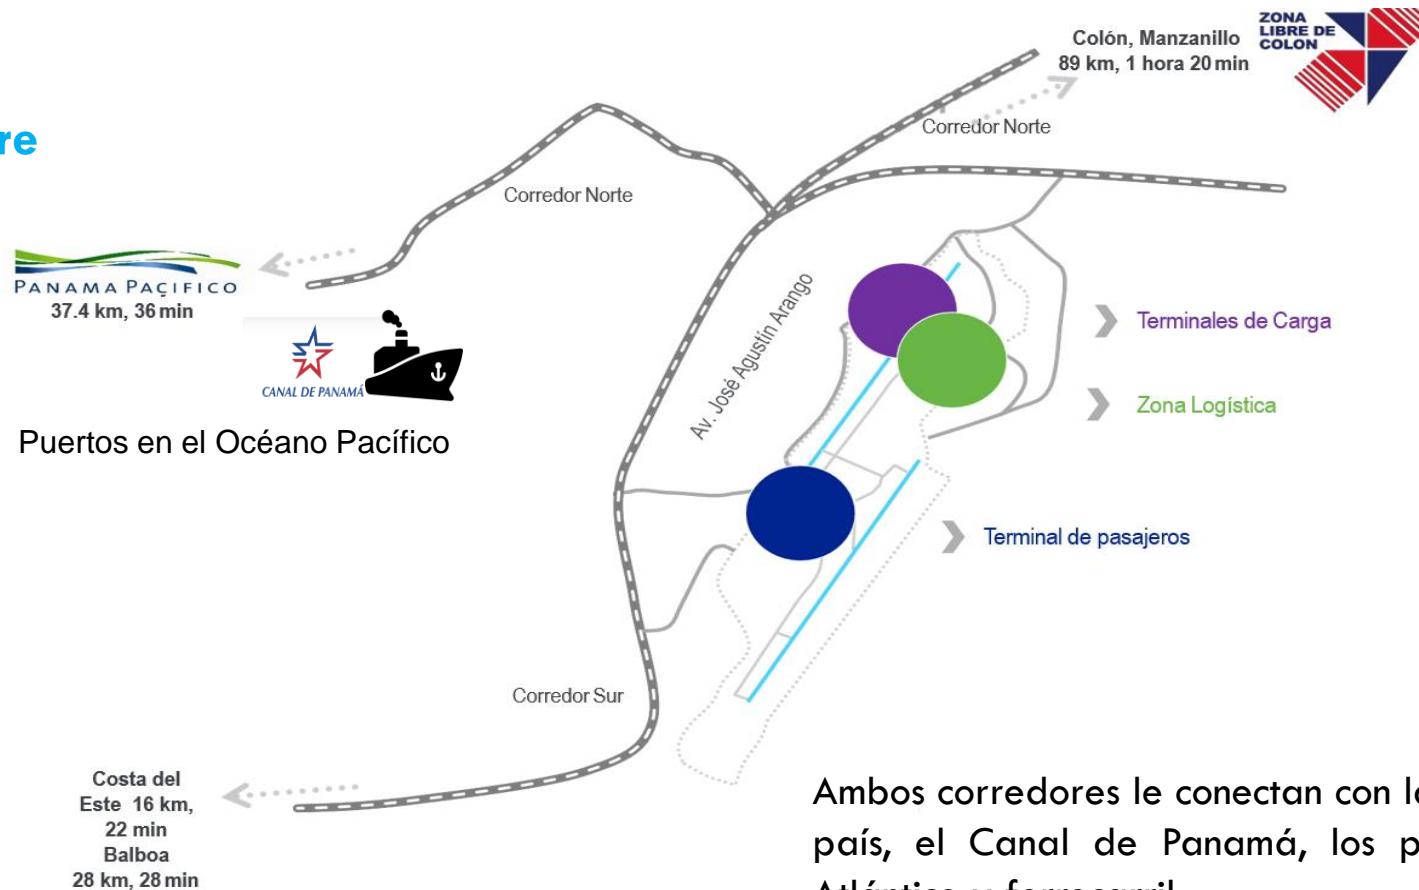 ZONA
LIBRE DE
COLON
Colón, Manzanillo
89 km, 1 hora 20 min
Corredor Norte
re
Corredor Norte
PANAMA PACIFICO
37.4 km, 36 min
CANAL DE PANAMÁ
Puertos en el Océano Pacífico
Av. José Agustín Arango
Terminales de Carga
Zona Logística
Terminal de pasajeros
Corredor Sur
Costa del
Este 16 km,
22 min
Balboa
28 km, 28 min
Ambos corredores le conectan con
país, el Canal de Panamá, los